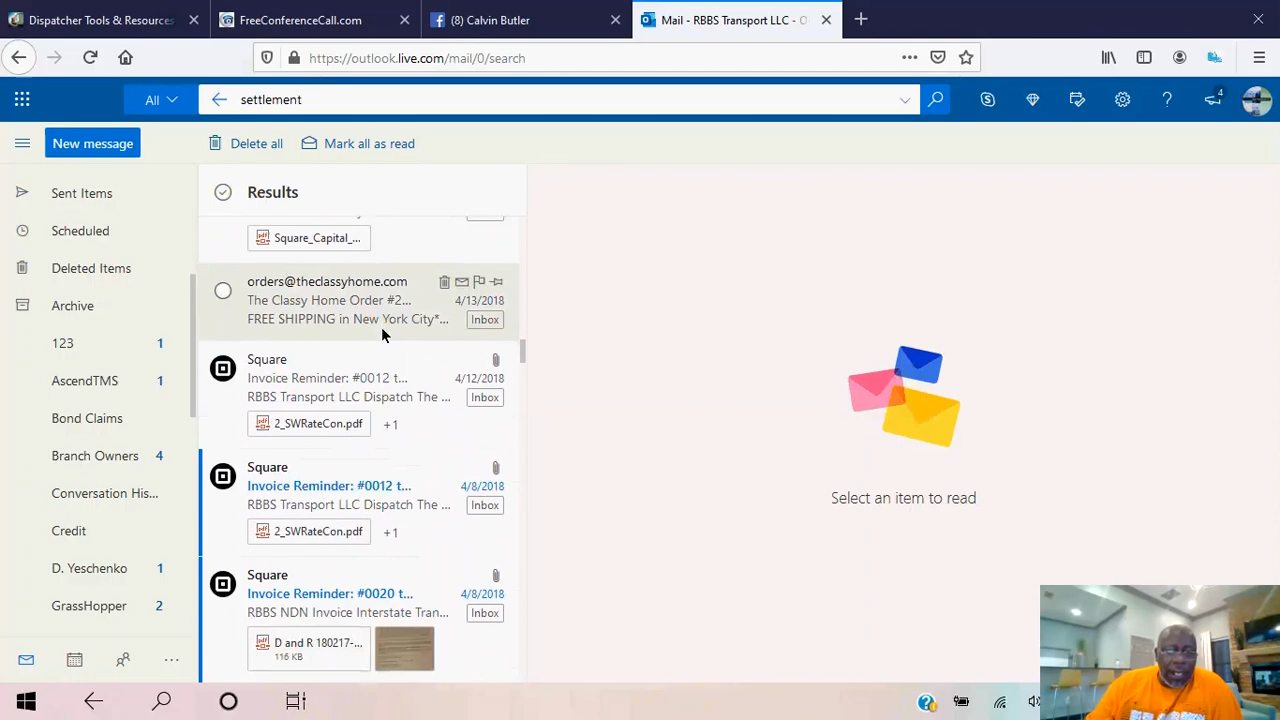 Dispatcher Tools & Resources
FreeConferenceCall.com
(8) Calvin Butler
Mail - RBBS Transport LLC - O
https://outlook.live.com/mail/0/search
All
settlement
4
New message
Delete all
Mark all as read
Sent Items
Scheduled
Deleted Items
Archive
123 1
AscendTMS 1
Bond Claims
Branch Owners 4
Conversation His...
Credit
D. Yeschenko 1
GrassHopper 2
Results
Square_Capital_...
orders@theclassyhome.com
The Classy Home Order #2... 4/13/2018
FREE SHIPPING in New York City*... Inbox
Square
Invoice Reminder: #0012 t... 4/12/2018
RBBS Transport LLC Dispatch The ... Inbox
2_SWRateCon.pdf +1
Square
Invoice Reminder: #0012 t... 4/8/2018
RBBS Transport LLC Dispatch The ... Inbox
2_SWRateCon.pdf +1
Square
Invoice Reminder: #0020 t... 4/8/2018
RBBS NDN Invoice Interstate Tran... Inbox
D and R 180217-...
116 KB
Select an item to read